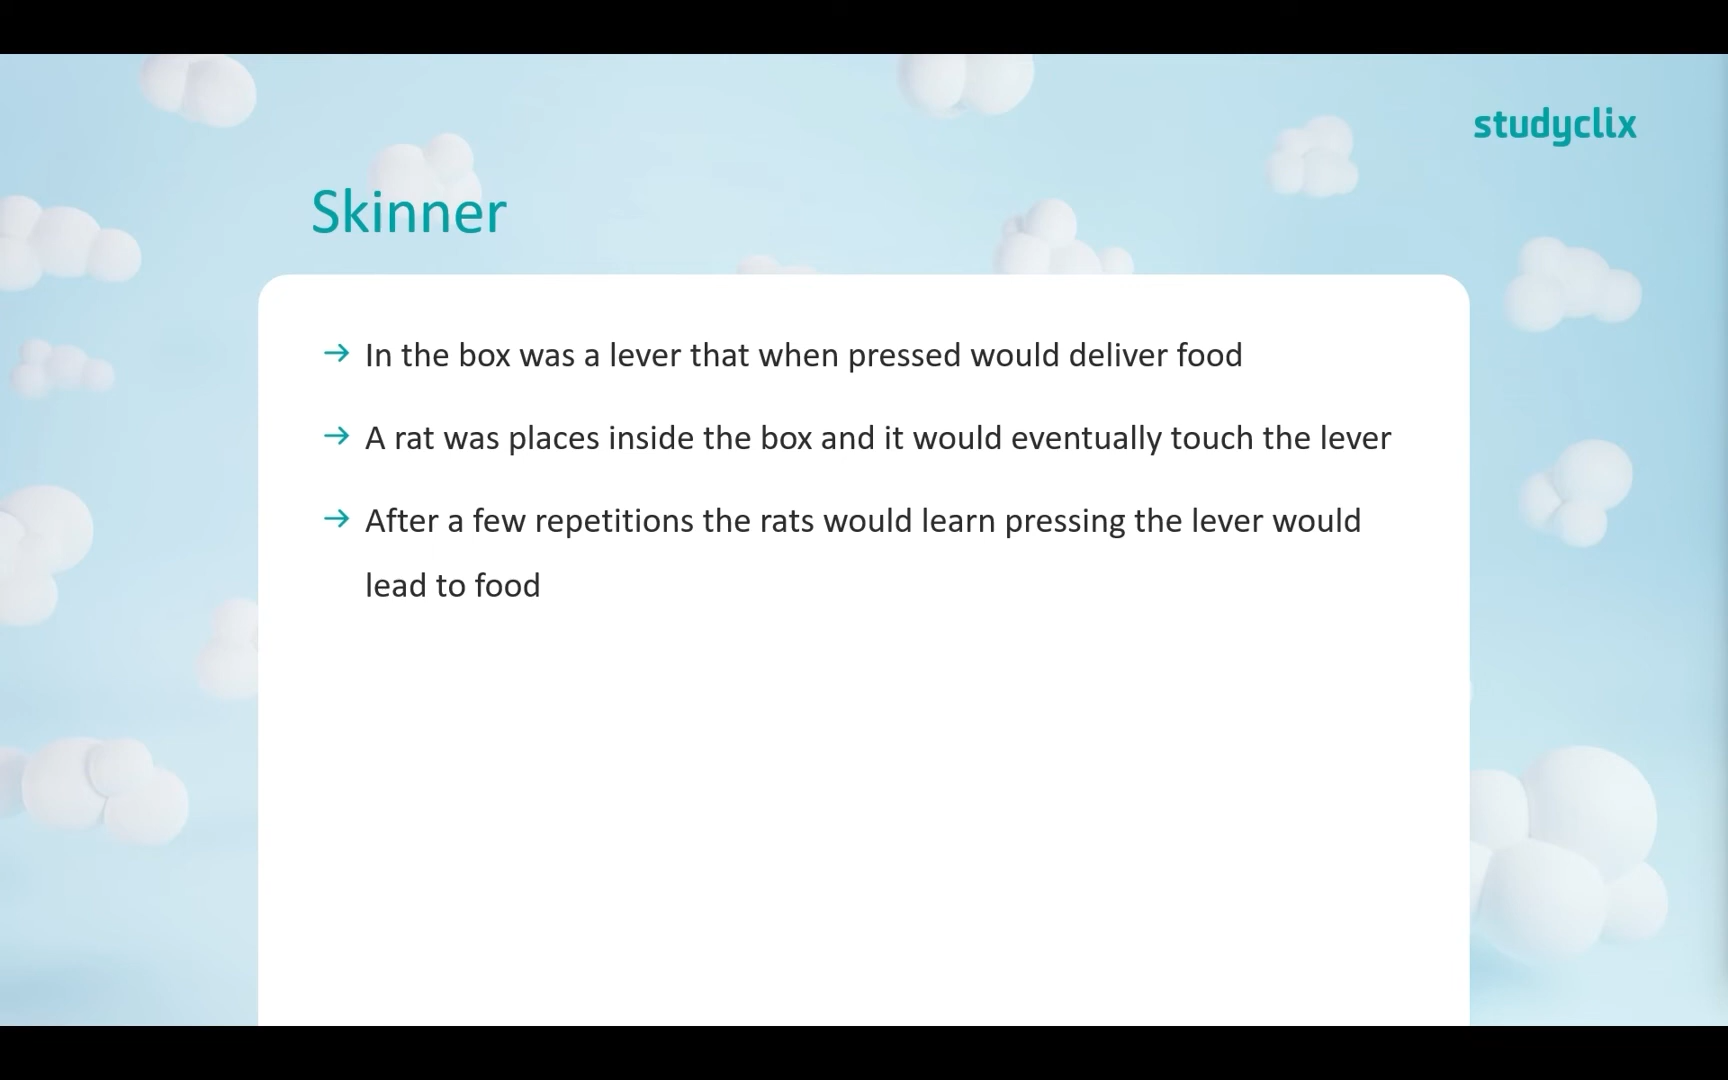 studyclix
Skinner
→ In the box was a lever that when pressed would deliver food
→ A rat was places inside the box and it would eventually touch the lever
→ After a few repetitions the rats would learn pressing the lever would
lead to food